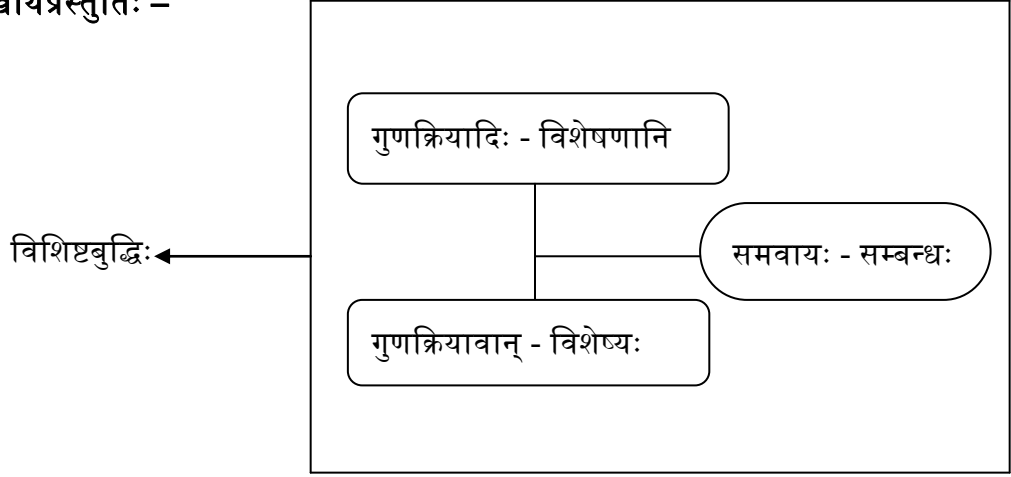 गुणक्रियादिः - विशेषणानि
विशिष्टबुद्धिः
समवायः - सम्बन्धः
गुणक्रियावान् - विशेष्यः